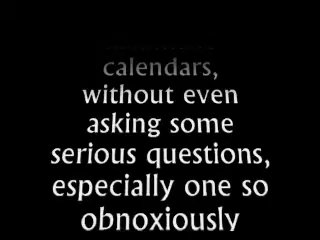 calendars,
without even
asking some
serious questions,
especially one so
obnoxiously